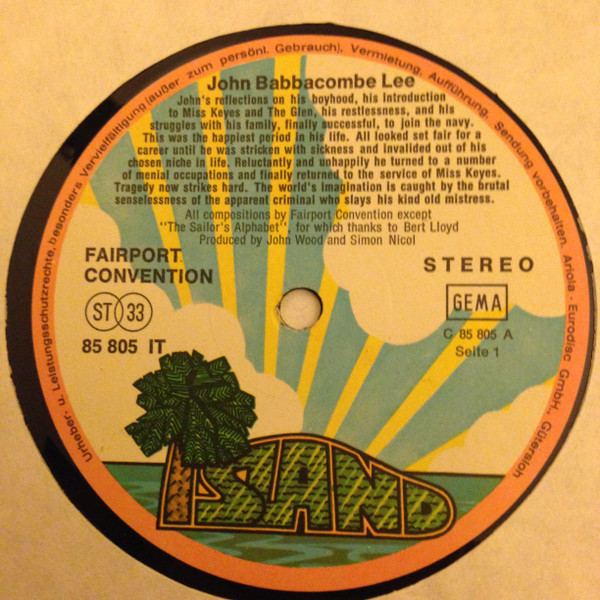 John Babbacombe Lee
John's reflections on his boyhood, his introduction
to Miss Keyes and The Glen, his restlessness, and his
struggles with his family, finally successful, to join the navy.
This was the happiest period in his life. All looked set fair for a
career until he was stricken with sickness and invalided out of his
chosen niche in life. Reluctantly and unhappily he turned to a number
of menial occupations and finally returned to the service of Miss Keyes.
Tragedy now strikes hard. The world's imagination is caught by the brutal
senselessness of the apparent criminal who slays his kind old mistress.
All compositions by Fairport Convention except
"The Sailor's Alphabet", for which thanks to Bert Lloyd
Produced by John Wood and Simon Nicol
FAIRPORT
CONVENTION
ST 33
85 805 IT
STEREO
GEMA
C 85 805 A
Seite 1
ISLAND
Urheber- u. Leistungsschutzrechte, besonders Vervielfältigung (außer zum persönl. Gebrauch), Vermietung, Aufführung, Sendung vorbehalten. Ariola - Eurodisc GmbH., Gütersloh